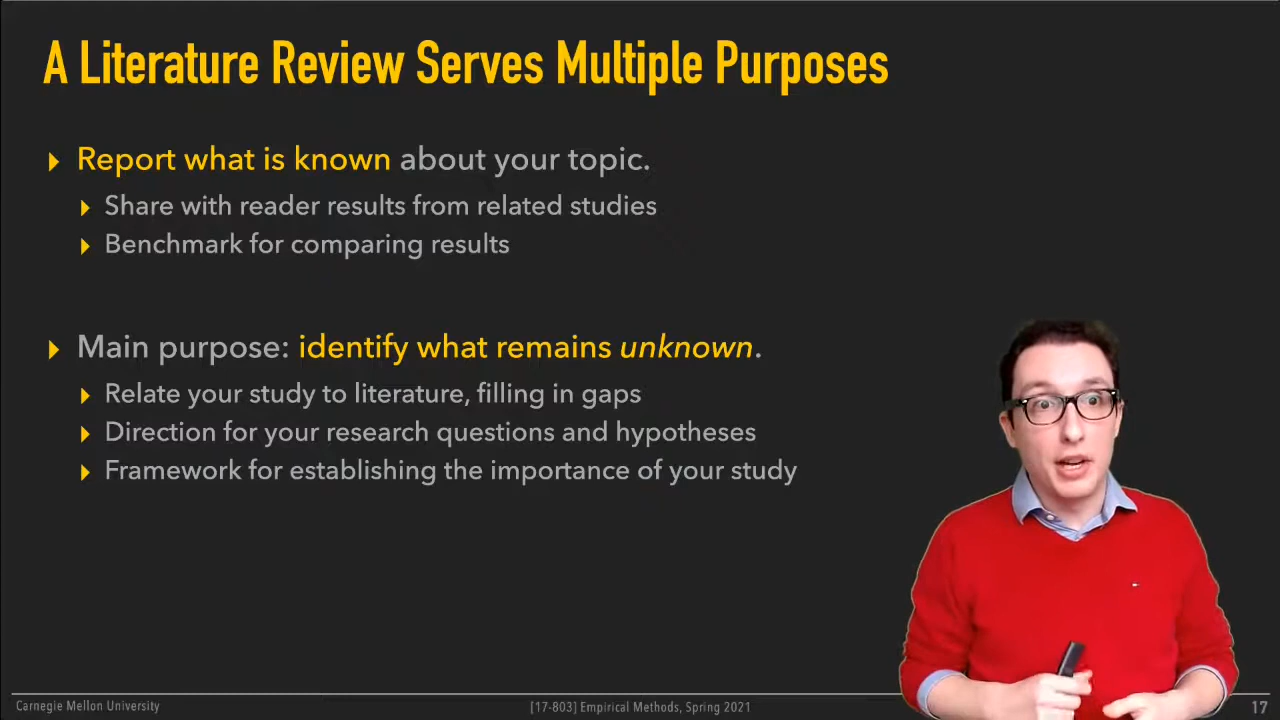 A Literature Review Serves Multiple Purposes
Report what is known about your topic.
Share with reader results from related studies
Benchmark for comparing results
Main purpose: identify what remains unknown.
Relate your study to literature, filling in gaps
Direction for your research questions and hypotheses
Framework for establishing the importance of your study
Carnegie Mellon University
[17-803] Empirical Methods, Spring 2021
17